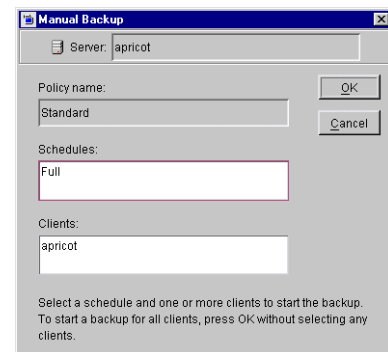 Manual Backup
Server: apricot
Policy name:
OK
Standard
Cancel
Schedules:
Full
Clients:
apricot
Select a schedule and one or more clients to start the backup.
To start a backup for all clients, press OK without selecting any
clients.